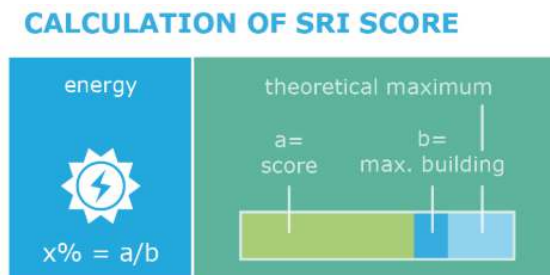 CALCULATION OF SRI SCORE
energy
x% = a/b
theoretical maximum
a=
score
b=
max. building